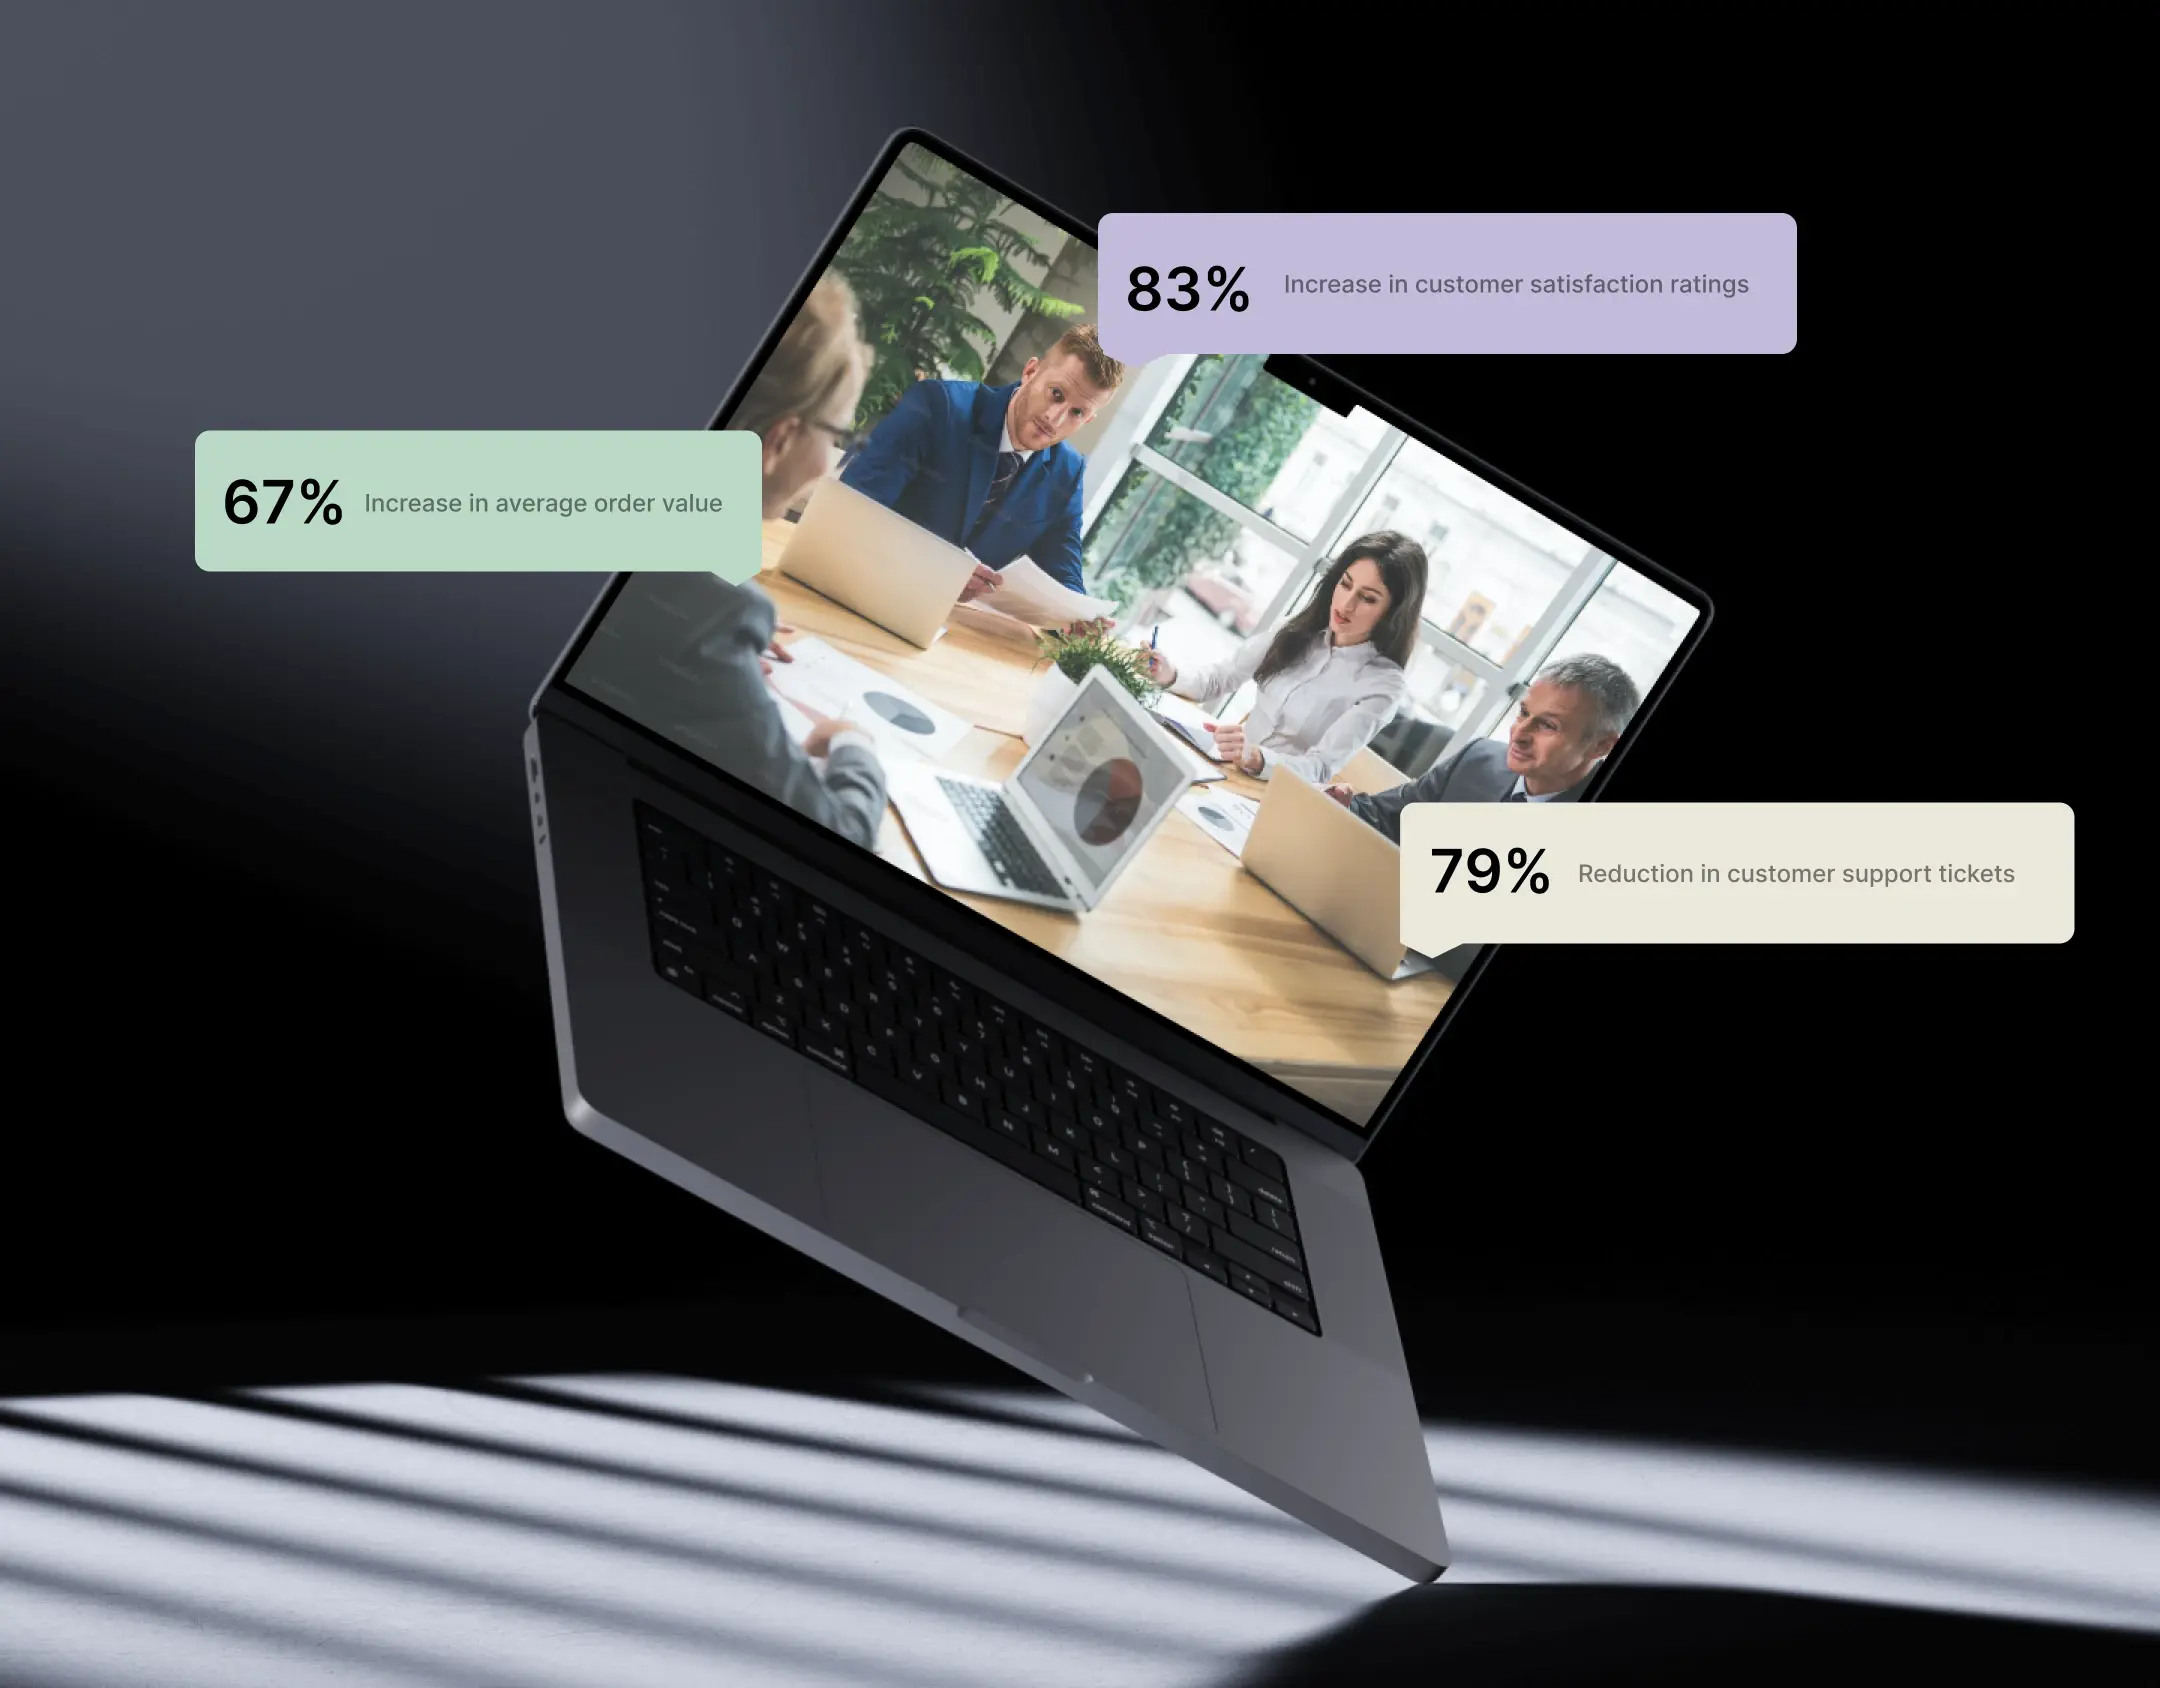 83% Increase in customer satisfaction ratings
67% Increase in average order value
79% Reduction in customer support tickets